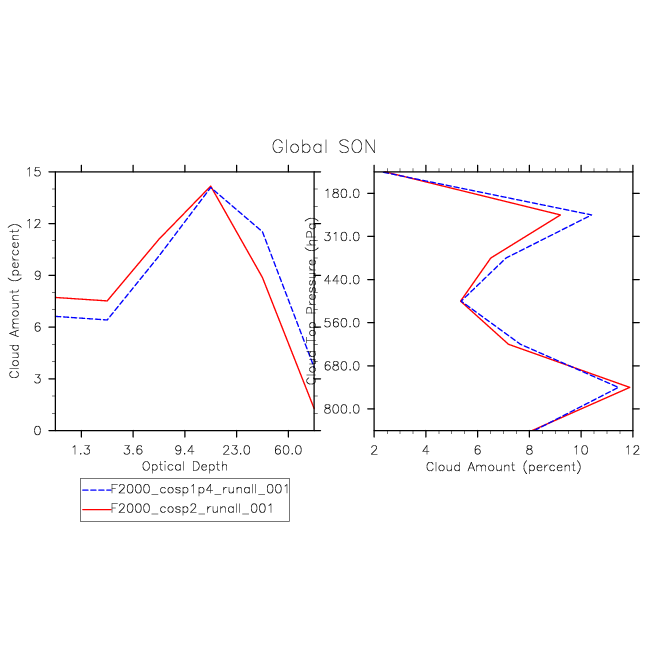 Global SON
Cloud Amount (percent)
15
12
9
6
3
0
1.3 3.6 9.4 23.0 60.0
Optical Depth
Cloud Top Pressure (hPa)
180.0
310.0
440.0
560.0
680.0
800.0
2 4 6 8 10 12
Cloud Amount (percent)
F2000_cosp1p4_runall_001
F2000_cosp2_runall_001